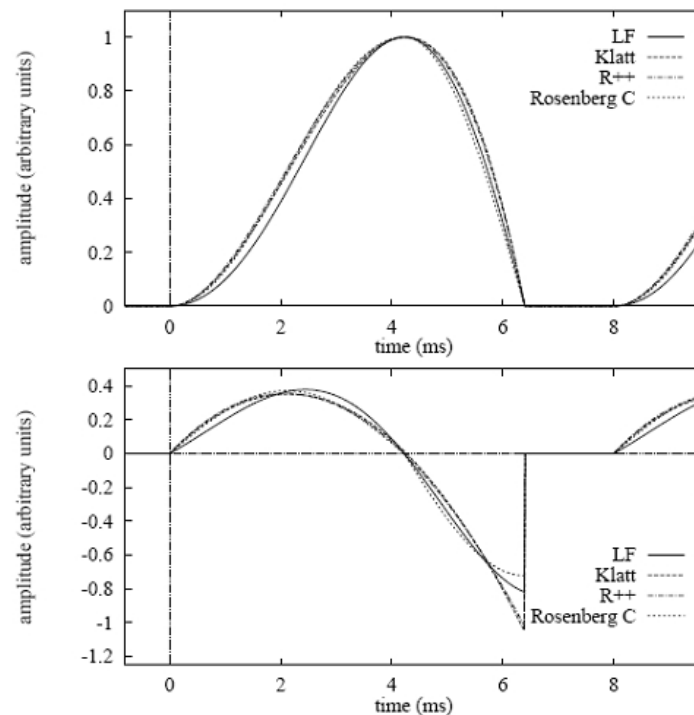 amplitude (arbitrary units)
1
0.8
0.6
0.4
0.2
0
LF
Klatt
R++
Rosenberg C
0 2 4 6 8
time (ms)
amplitude (arbitrary units)
0.4
0.2
0
-0.2
-0.4
-0.6
-0.8
-1
-1.2
LF
Klatt
R++
Rosenberg C
0 2 4 6 8
time (ms)